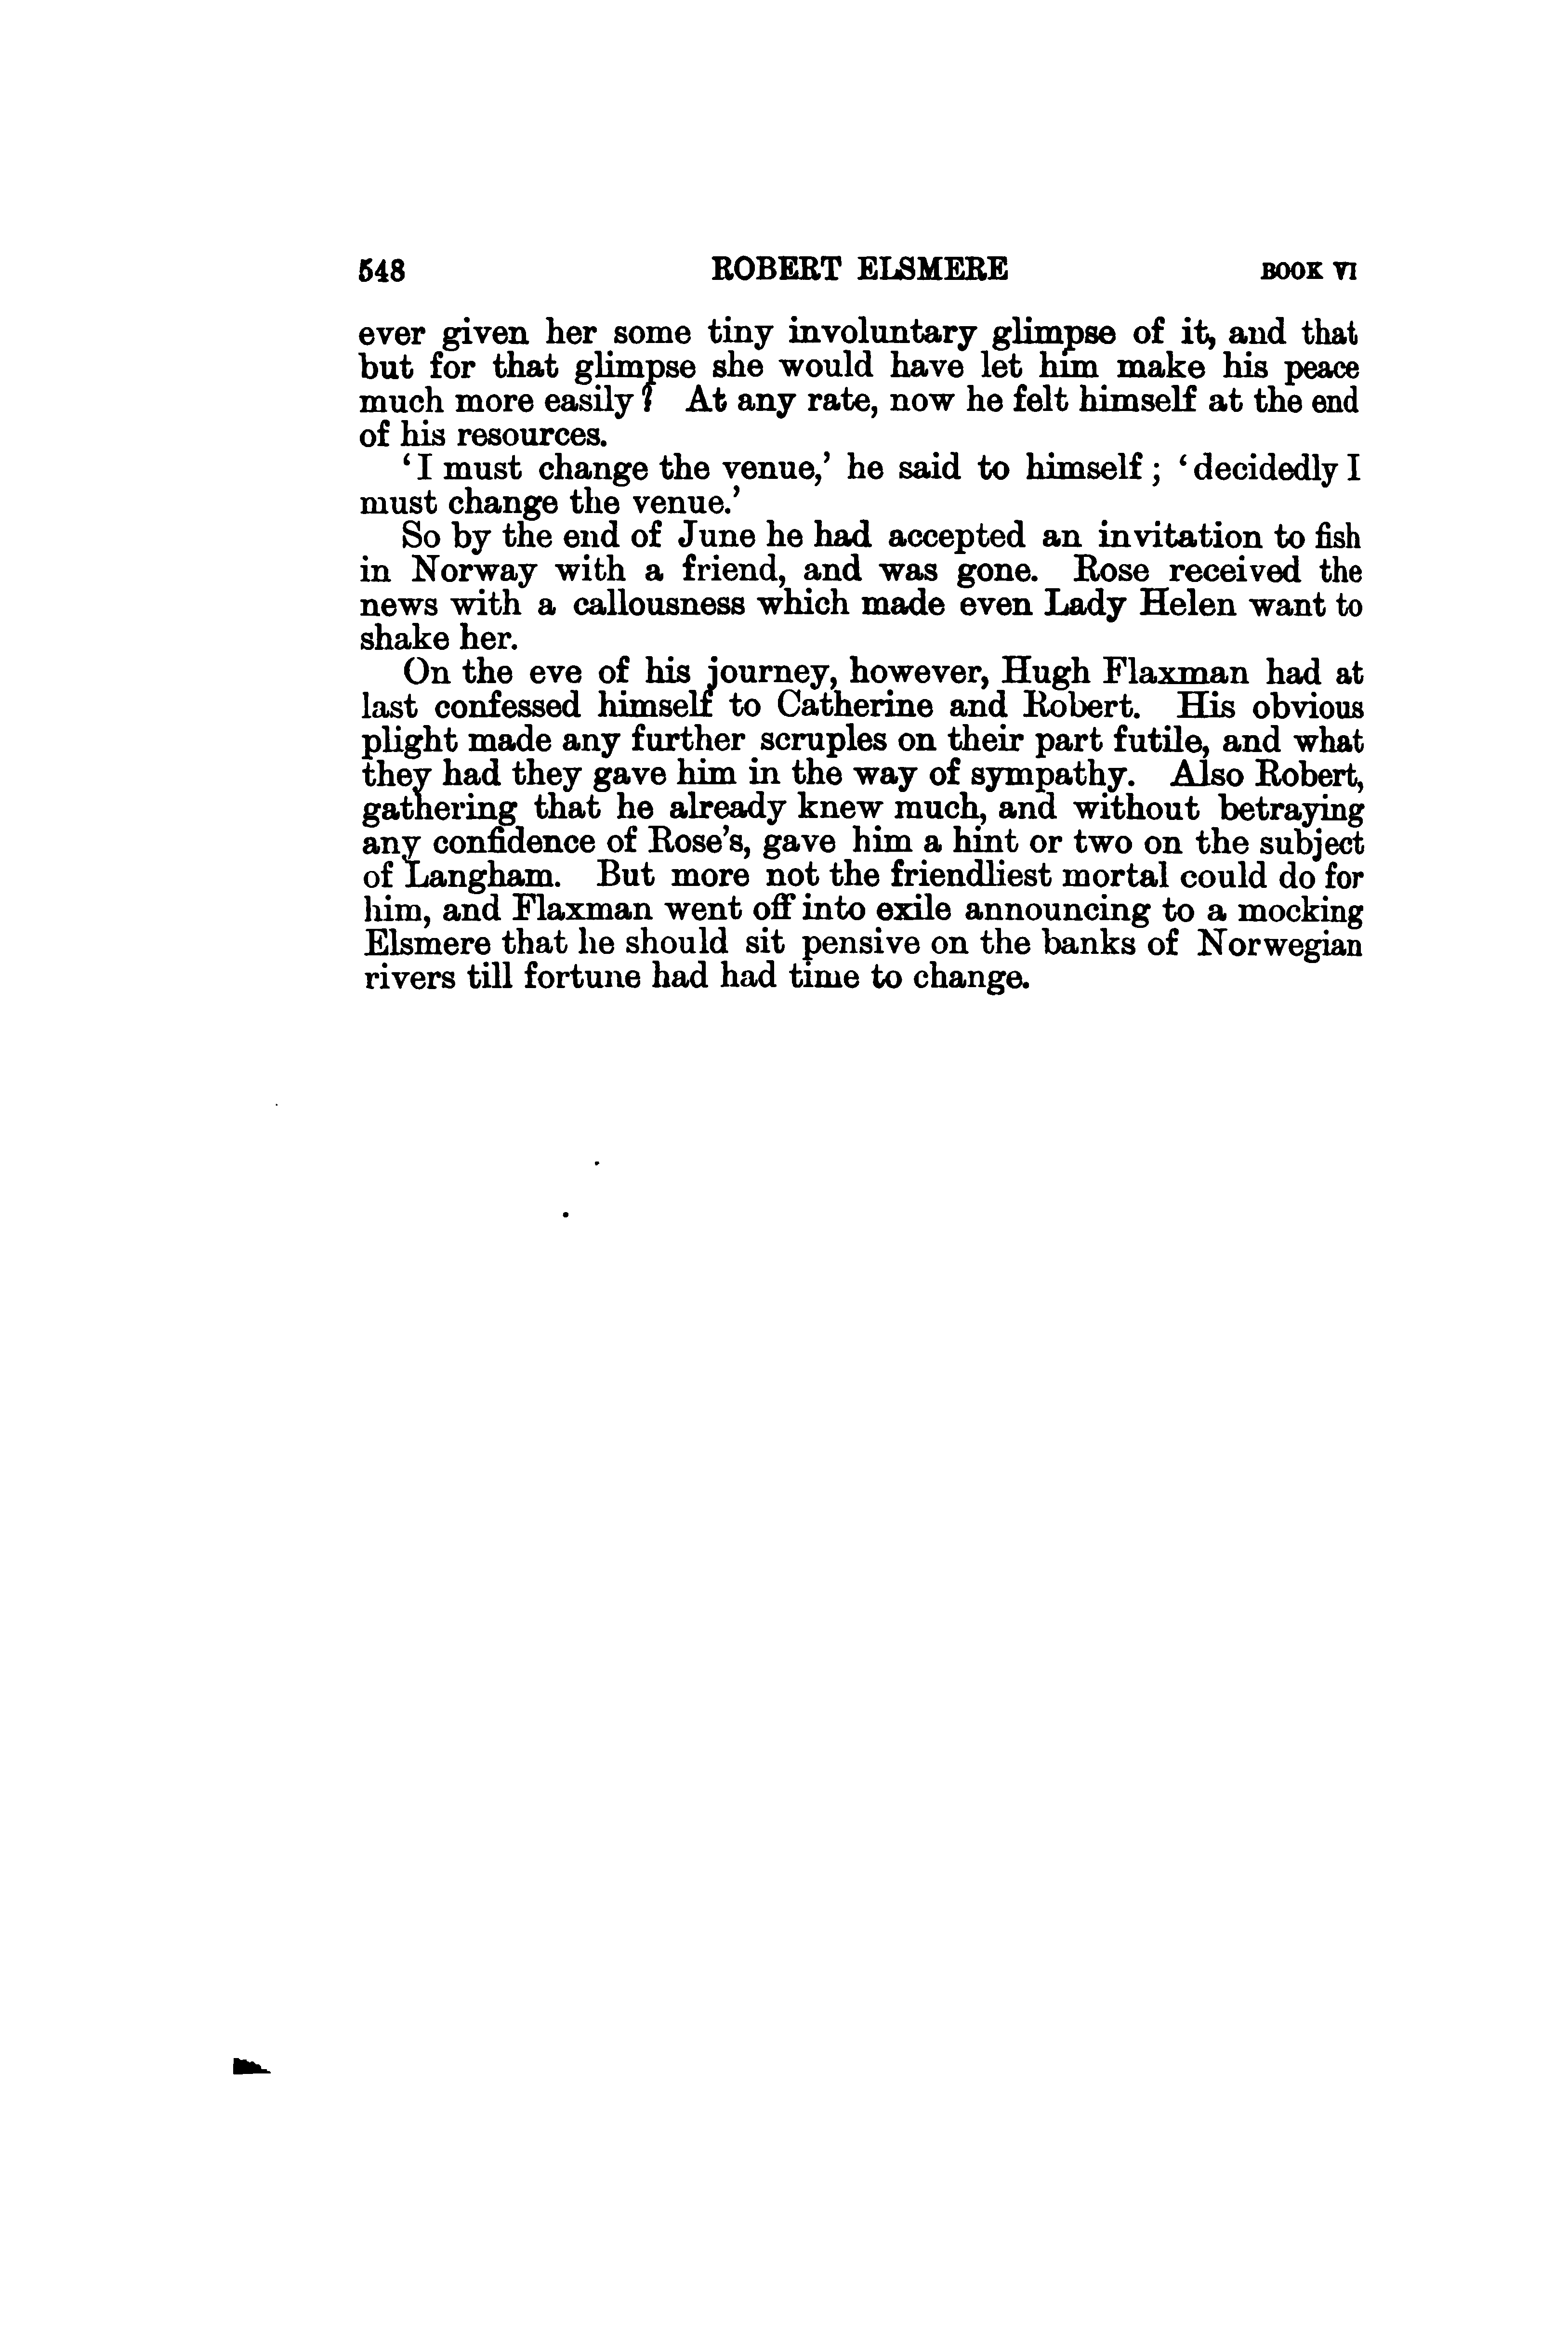 548 ROBERT ELSMERE BOOK VI
ever given her some tiny involuntary glimpse of it, and that
but for that glimpse she would have let him make his peace
much more easily? At any rate, now he felt himself at the end
of his resources.
‘I must change the venue,’ he said to himself; ‘decidedly I
must change the venue.’
So by the end of June he had accepted an invitation to fish
in Norway with a friend, and was gone. Rose received the
news with a callousness which made even Lady Helen want to
shake her.
On the eve of his journey, however, Hugh Flaxman had at
last confessed himself to Catherine and Robert. His obvious
plight made any further scruples on their part futile, and what
they had they gave him in the way of sympathy. Also Robert,
gathering that he already knew much, and without betraying
any confidence of Rose’s, gave him a hint or two on the subject
of Langham. But more not the friendliest mortal could do for
him, and Flaxman went off into exile announcing to a mocking
Elsmere that he should sit pensive on the banks of Norwegian
rivers till fortune had had time to change.